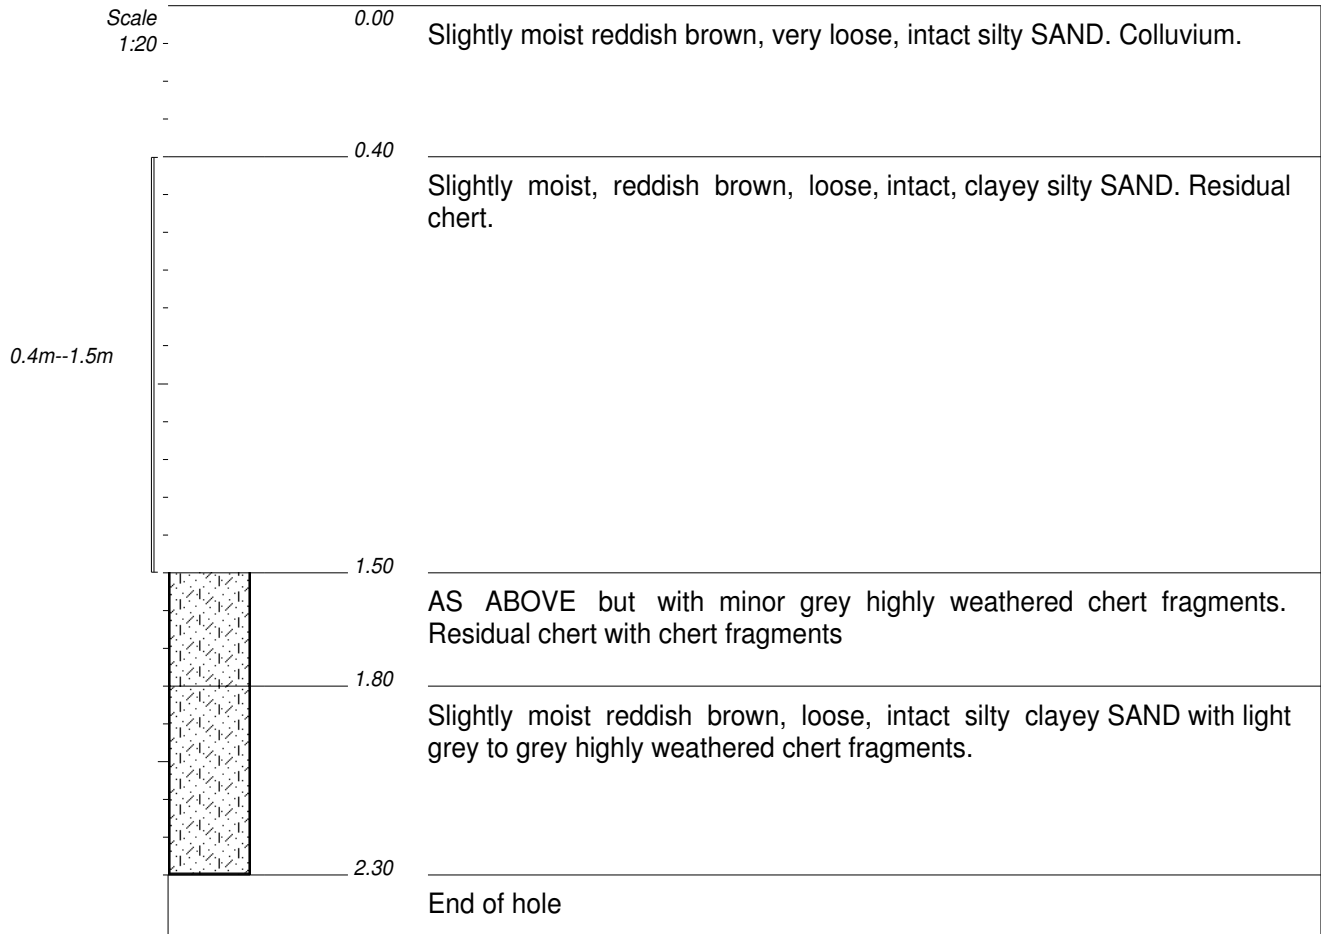 Scale
1:20
0.00
Slightly moist reddish brown, very loose, intact silty SAND. Colluvium.
0.40
Slightly moist, reddish brown, loose, intact, clayey silty SAND. Residual
chert.
0.4m--1.5m
1.50
AS ABOVE but with minor grey highly weathered chert fragments.
Residual chert with chert fragments
1.80
Slightly moist reddish brown, loose, intact silty clayey SAND with light
grey to grey highly weathered chert fragments.
2.30
End of hole